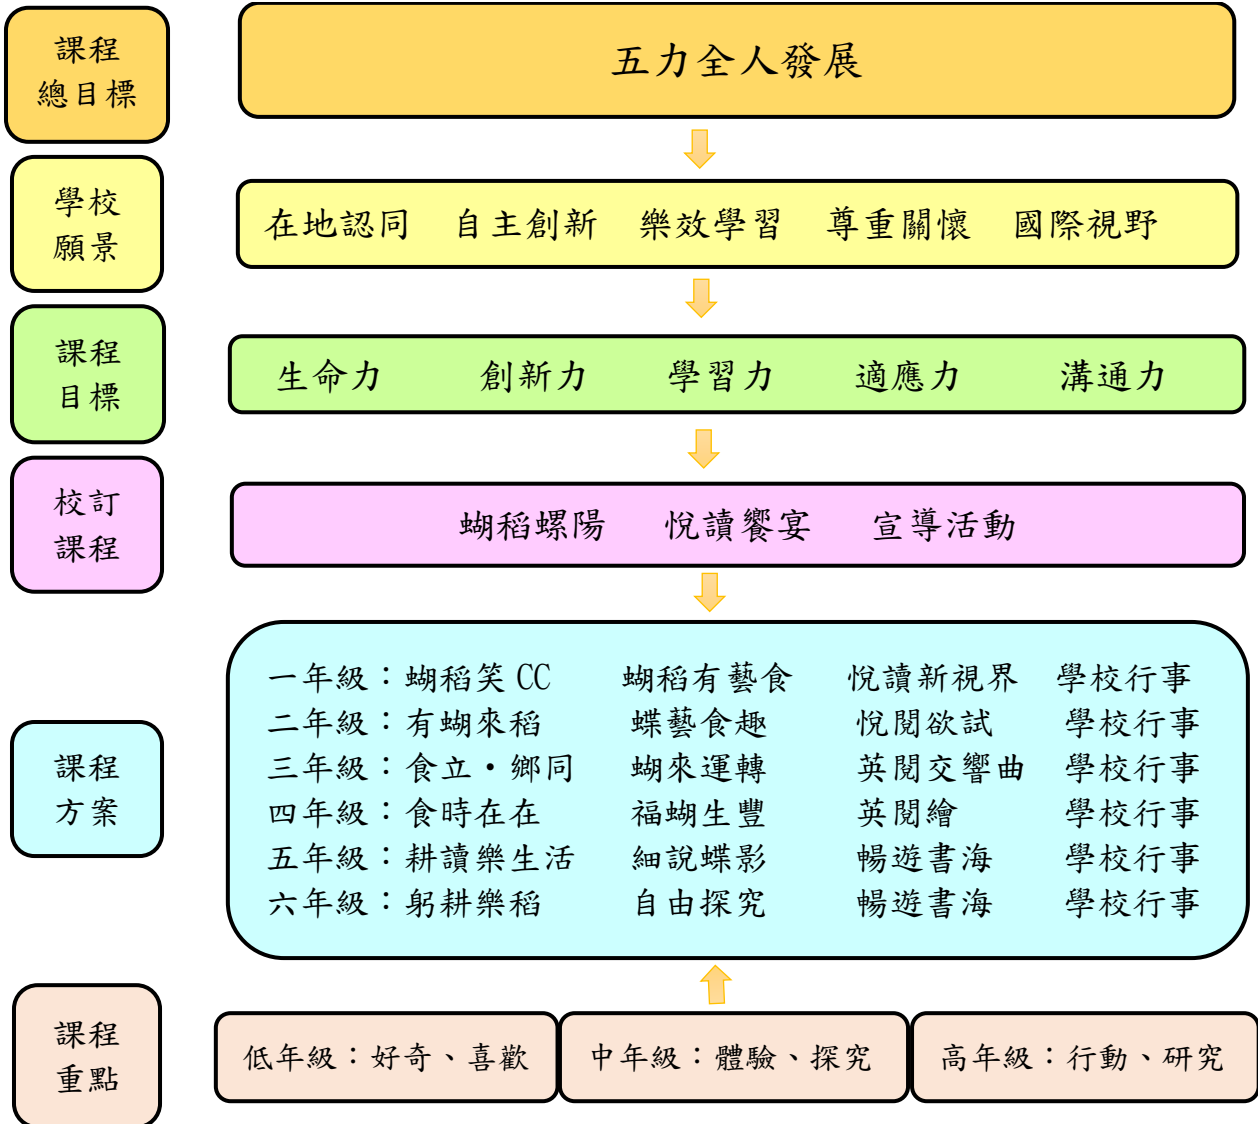 課程
總目標
五力全人發展
學校
願景
在地認同 自主創新 樂效學習 尊重關懷 國際視野
課程
目標
生命力 創新力 學習力 適應力 溝通力
校訂
課程
蝴稻螺陽 悅讀饗宴 宣導活動
課程
方案
一年級：蝴稻笑 CC 蝴稻有藝食 悅讀新視界 學校行事
二年級：有蝴來稻 蝶藝食趣 悅閱欲試 學校行事
三年級：食立・鄉同 蝴來運轉 英閱交響曲 學校行事
四年級：食時在在 福蝴生豐 英閱繪 學校行事
五年級：耕讀樂生活 細說蝶影 暢遊書海 學校行事
六年級：躬耕樂稻 自由探究 暢遊書海 學校行事
課程
重點
低年級：好奇、喜歡 中年級：體驗、探究 高年級：行動、研究